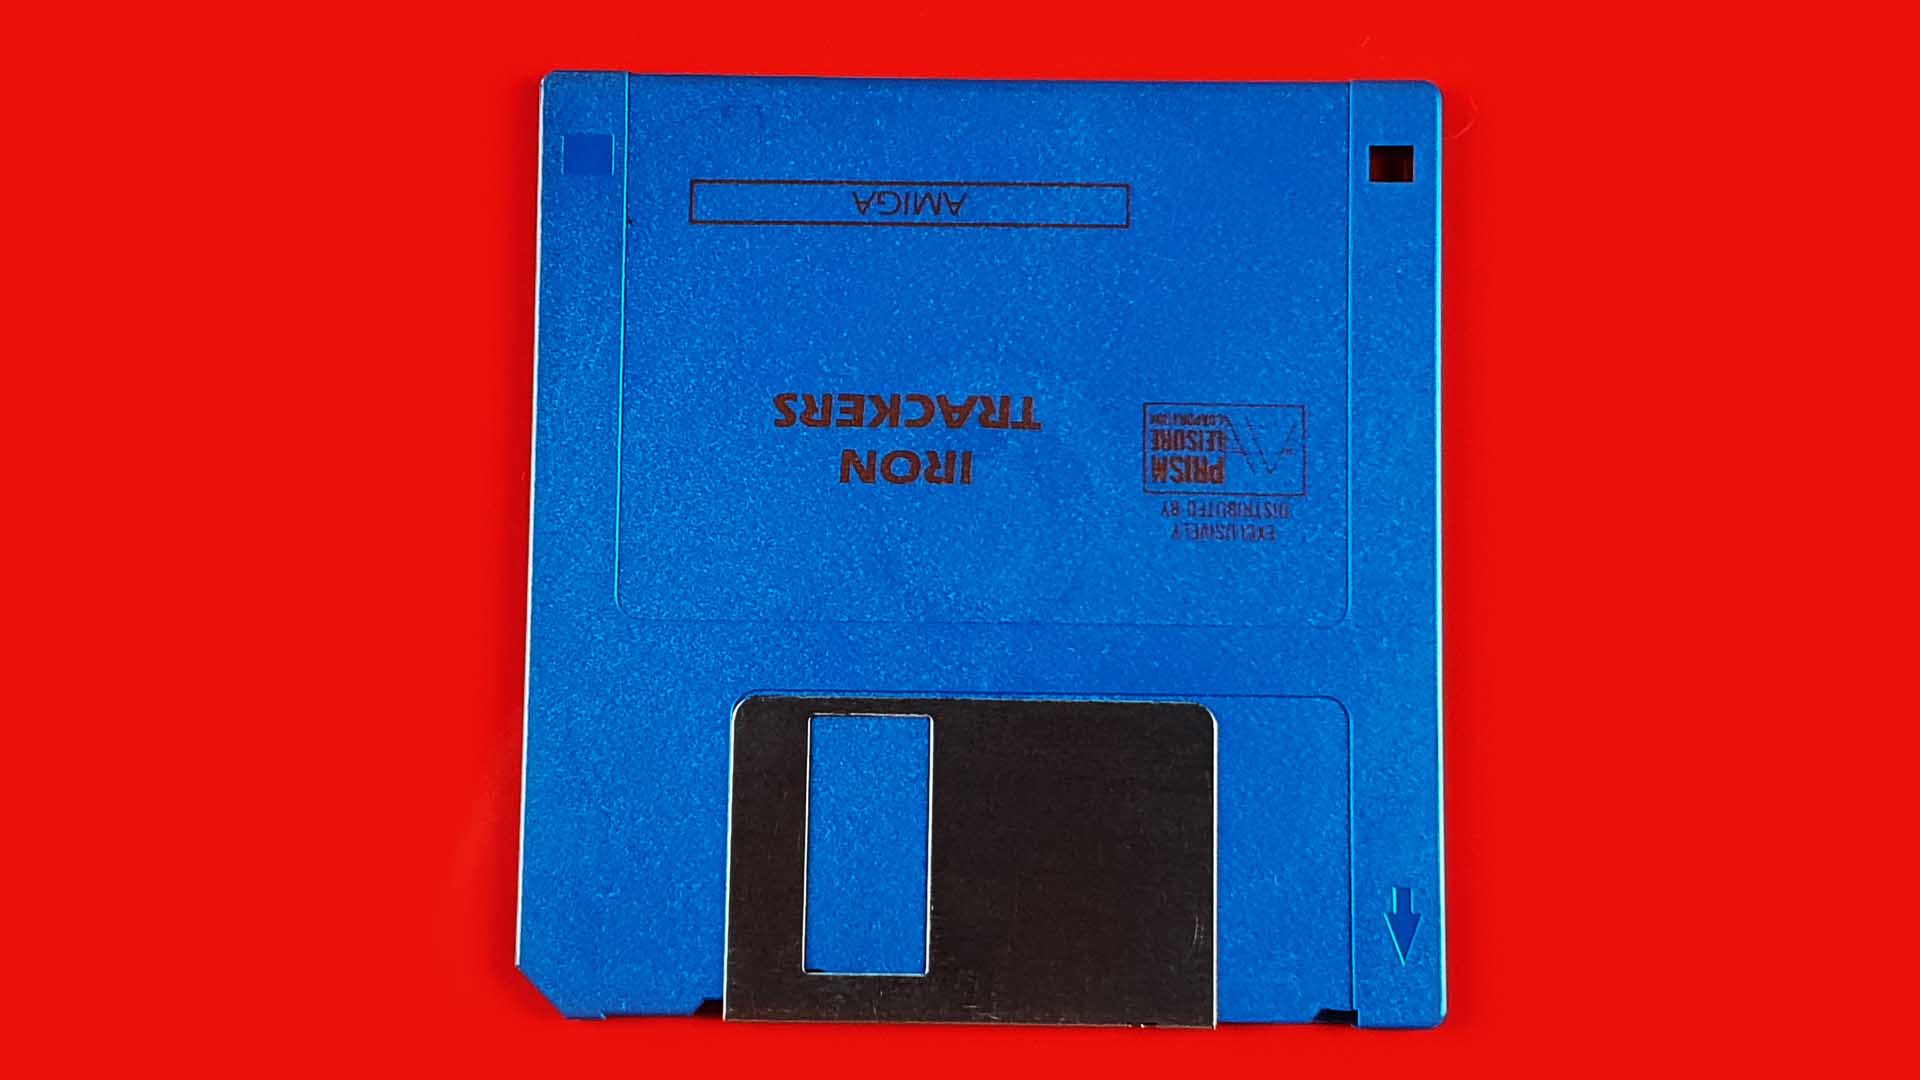 EXCLUSIVELY
DISTRIBUTED BY
PRISM
LEISURE
CORPORATION
IRON
TRACKERS
AMIGA